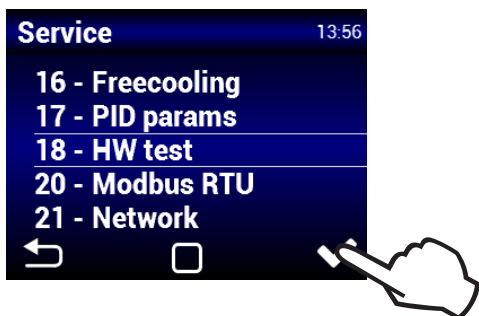 Service 13:56
16 - Freecooling
17 - PID params
18 - HW test
20 - Modbus RTU
21 - Network